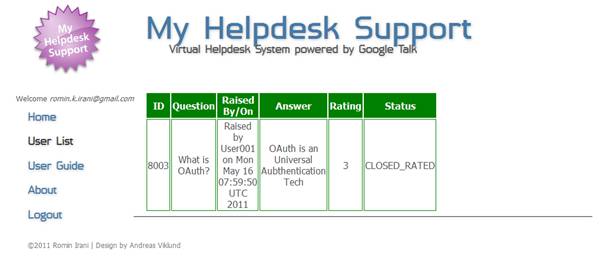 My
Helpdesk
Support
My Helpdesk Support
Virtual Helpdesk System powered by Google Talk
Welcome romin.k.irani@gmail.com
Home
User List
User Guide
About
Logout
ID Question Raised By/On Answer Rating Status
8003 What is OAuth? Raised by User001 on Mon May 16 07:59:50 UTC 2011 OAuth is an Universal Aubthentication Tech 3 CLOSED_RATED
©2011 Romin Irani | Design by Andreas Viklund